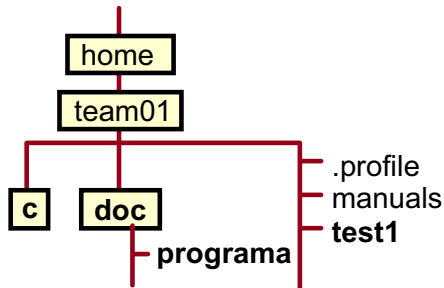 home
team01
.profile
manuals
c doc test1
programa